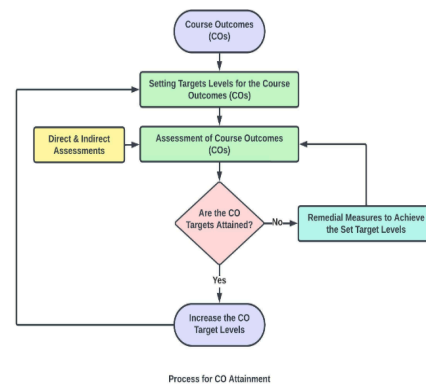 Course Outcomes
(COs)
Setting Targets Levels for the Course
Outcomes (COs)
Direct & Indirect
Assessments
Assessment of Course Outcomes
(COs)
Are the CO
Targets Attained?
No
Remedial Measures to Achieve
the Set Target Levels
Yes
Increase the CO
Target Levels
Process for CO Attainment